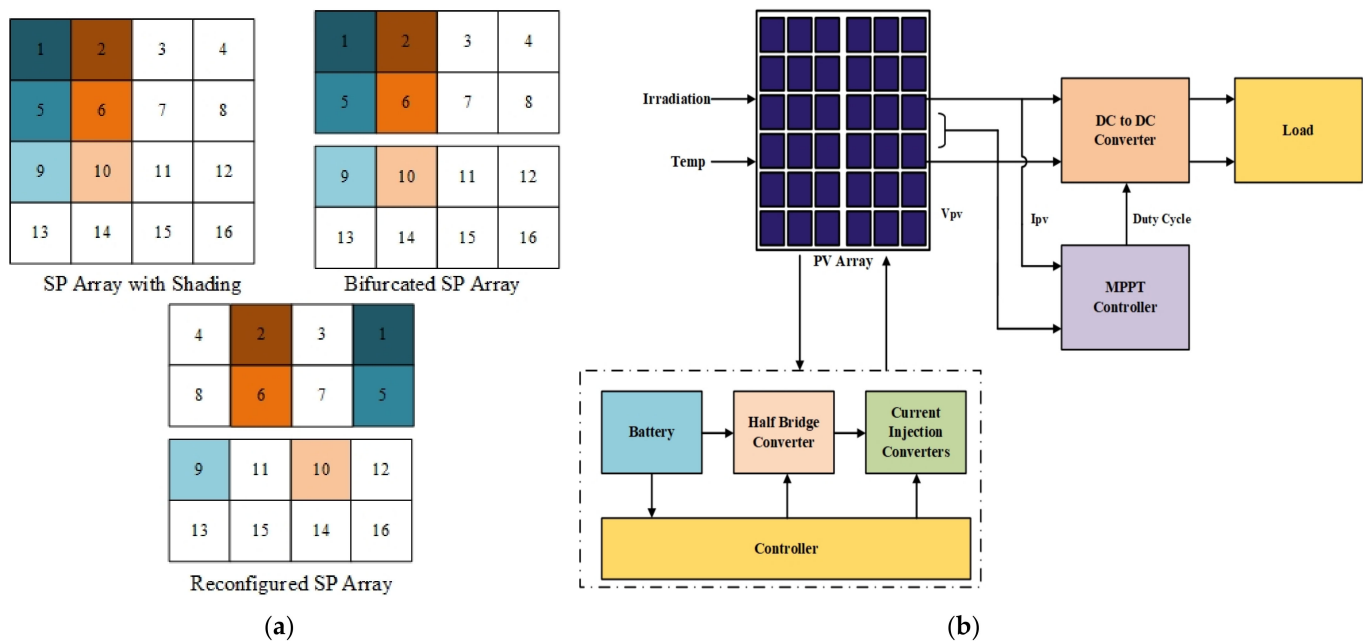 1 2 3 4
5 6 7 8
9 10 11 12
13 14 15 16
SP Array with Shading
1 2 3 4
5 6 7 8
9 10 11 12
13 14 15 16
Bifurcated SP Array
4 2 3 1
8 6 7 5
9 11 10 12
13 15 14 16
Reconfigured SP Array
(a)
Irradiation
Temp
PV Array
Vpv
Ipv
DC to DC
Converter
Load
Duty Cycle
MPPT
Controller
Battery
Half Bridge
Converter
Current
Injection
Converters
Controller
(b)